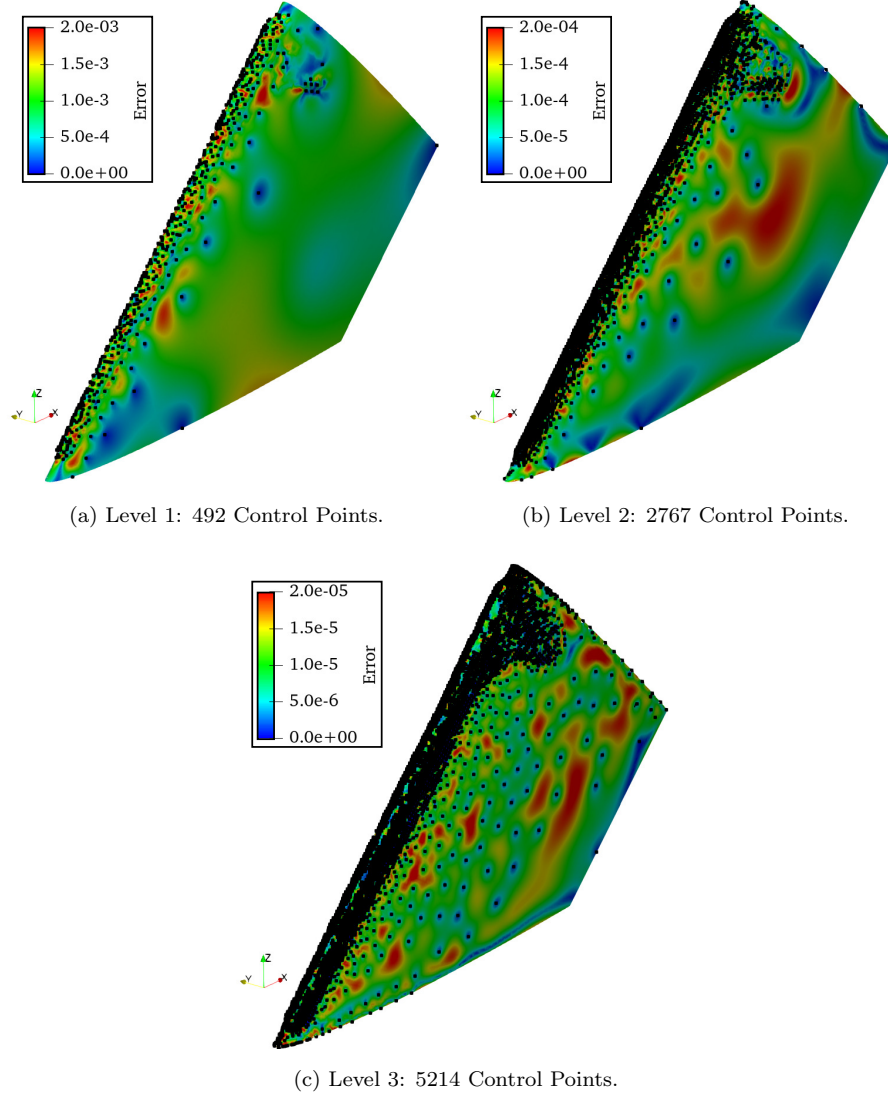 2.0e-03
1.5e-3
1.0e-3
5.0e-4
0.0e+00
Error
Z
Y
X
(a) Level 1: 492 Control Points.
2.0e-04
1.5e-4
1.0e-4
5.0e-5
0.0e+00
Error
Z
Y
X
(b) Level 2: 2767 Control Points.
2.0e-05
1.5e-5
1.0e-5
5.0e-6
0.0e+00
Error
Z
Y
X
(c) Level 3: 5214 Control Points.